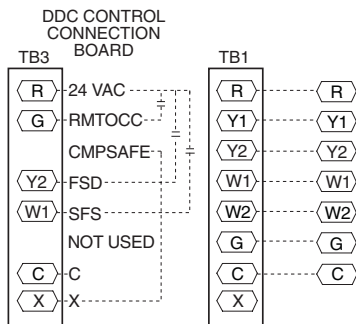 DDC CONTROL
CONNECTION
BOARD
TB3
R 24 VAC
G RMTOCC
CMPSAFE
Y2 FSD
W1 SFS
NOT USED
C C
X X
TB1
R R
Y1 Y1
Y2 Y2
W1 W1
W2 W2
G G
C C
X